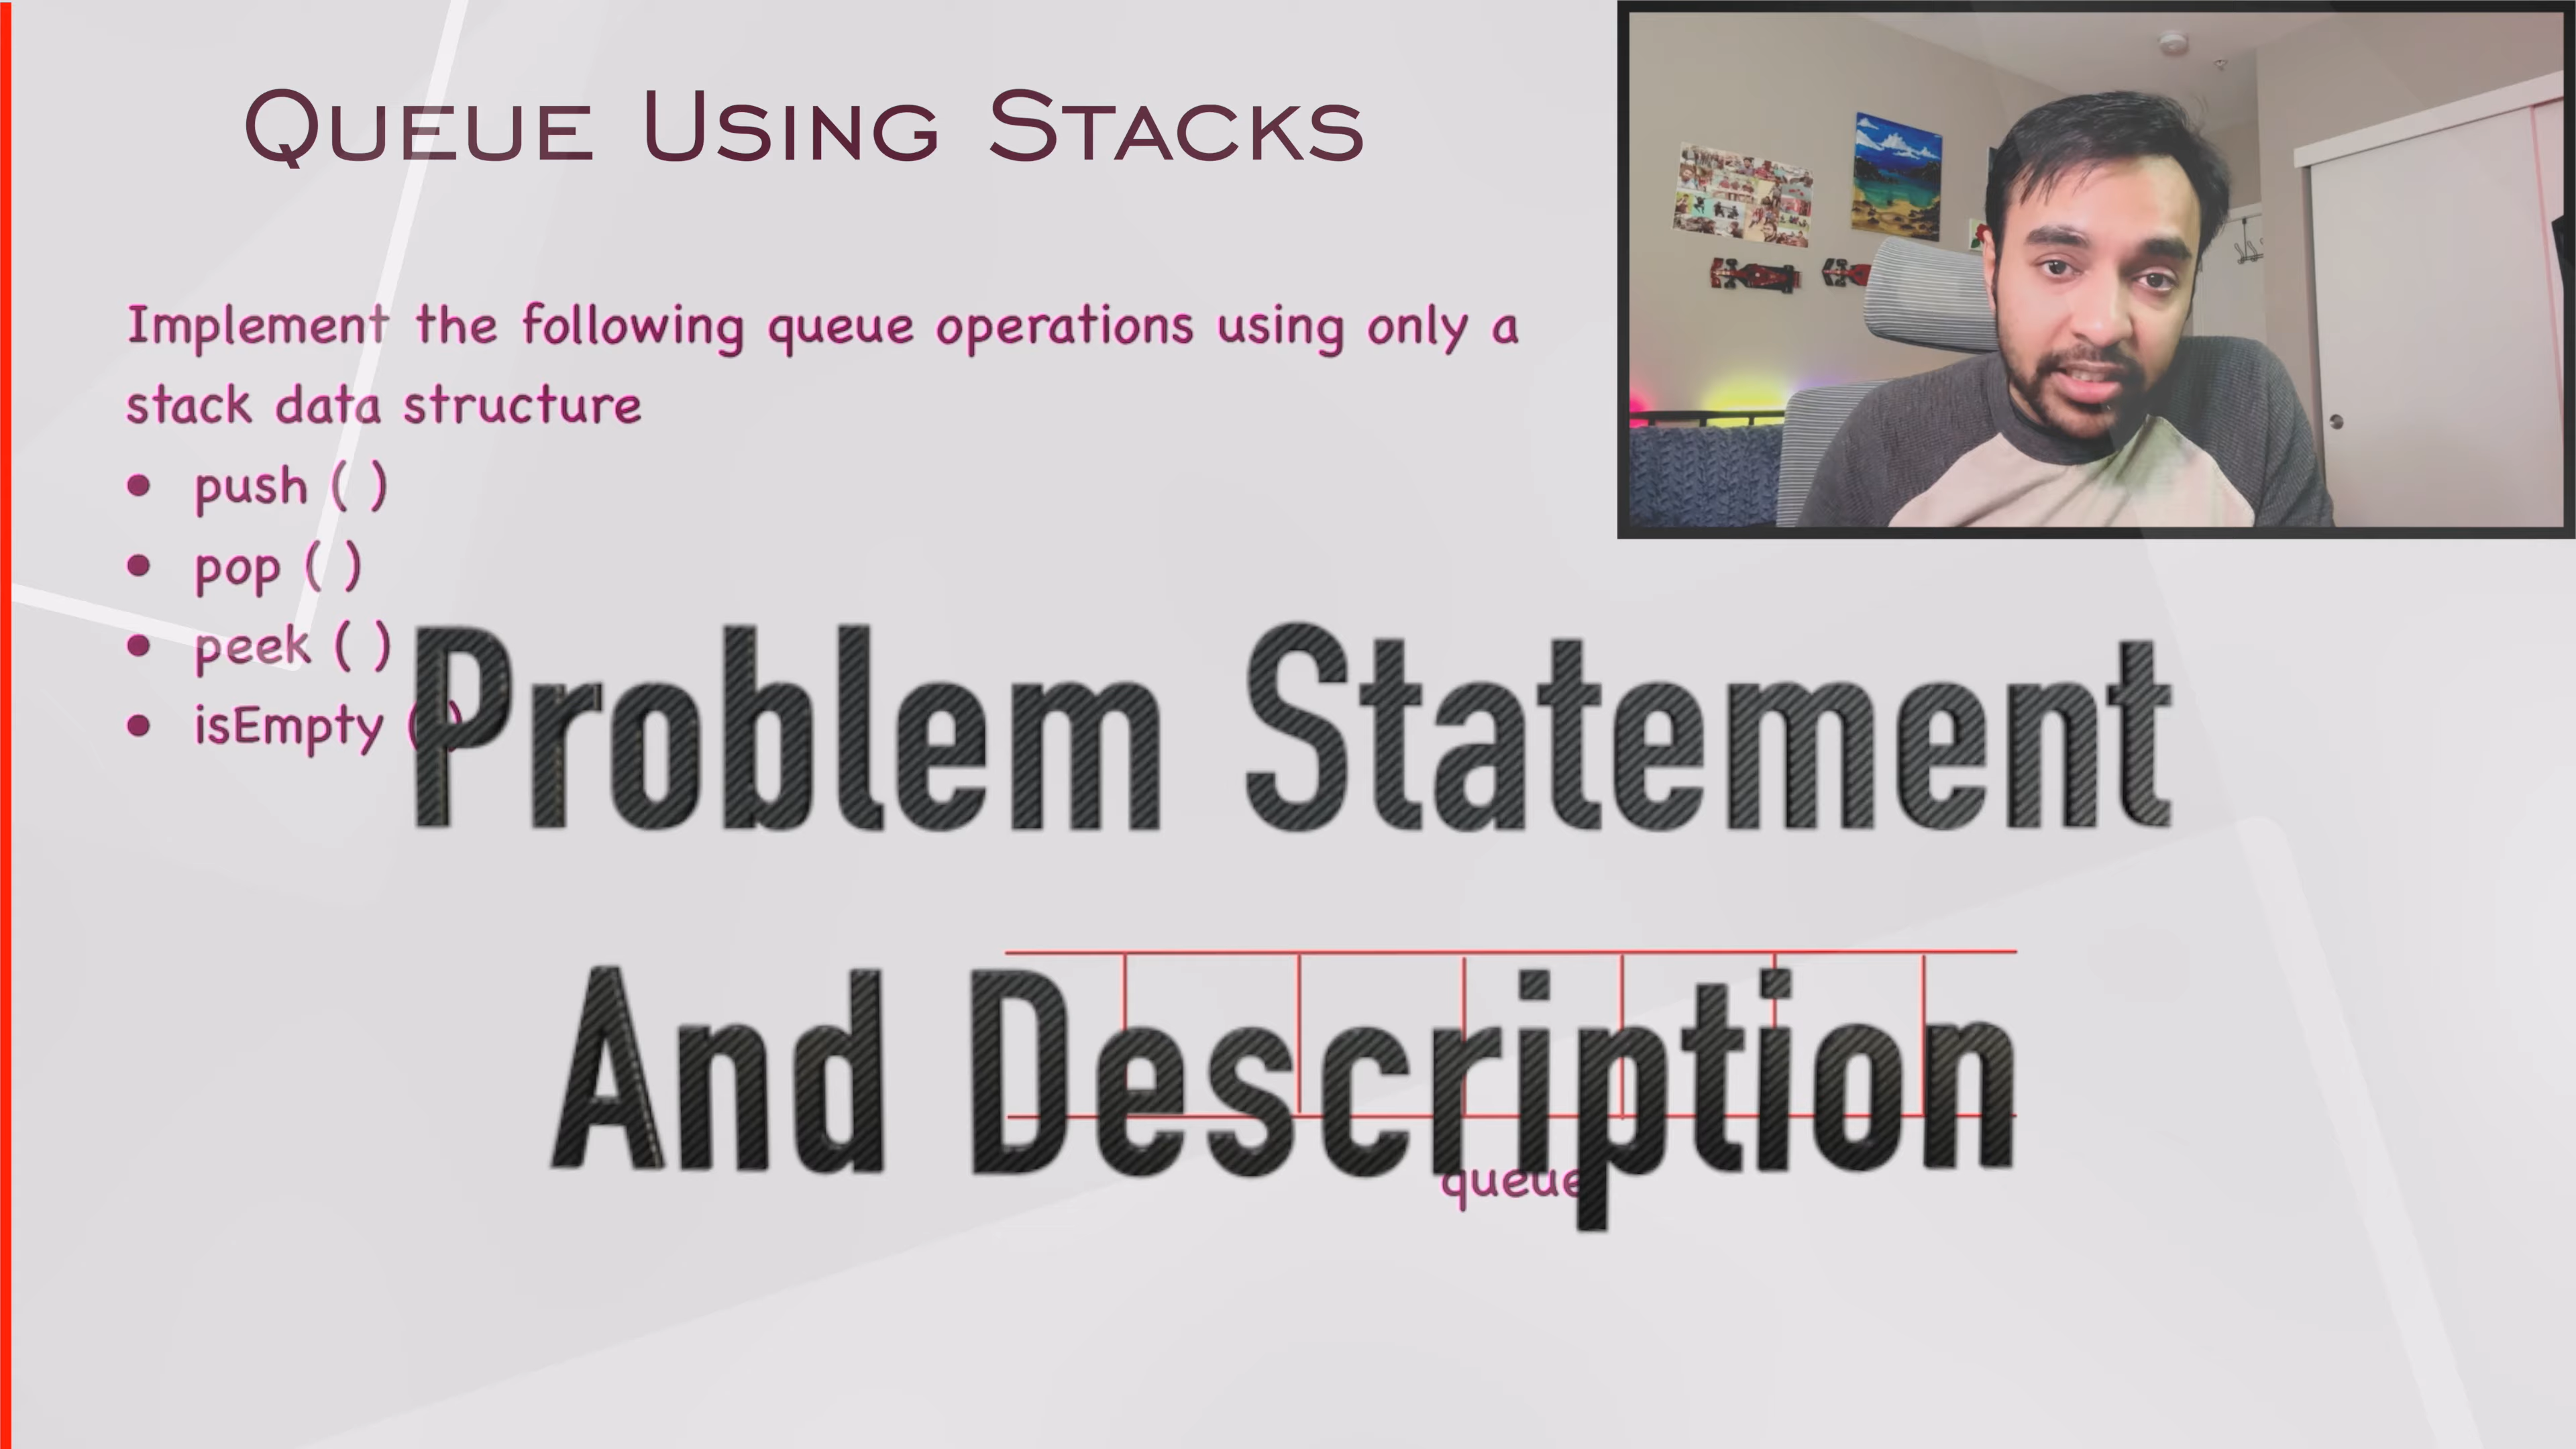 QUEUE USING STACKS
Implement the following queue operations using only a
stack data structure
• push ( )
• pop ( )
• peek ( )
• isEmpty ( )
Problem Statement
And Description
queue